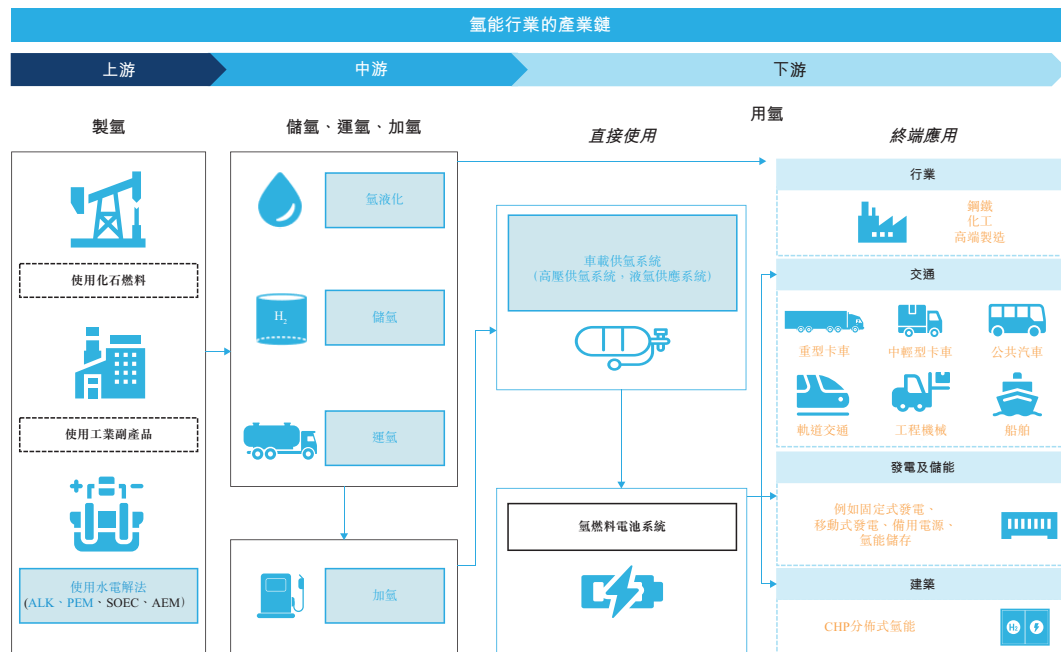 氫能行業的產業鏈
上游
中游
下游
製氫
儲氫、運氫、加氫
用氫
直接使用
終端應用
使用化石燃料
使用工業副產品
使用水電解法
(ALK、PEM、SOEC、AEM)
氫液化
H₂
儲氫
運氫
加氫
車載供氫系統
(高壓供氫系統、液氫供應系統)
氫燃料電池系統
行業
鋼鐵
化工
高端製造
交通
重型卡車
中輕型卡車
公共汽車
軌道交通
工程機械
船舶
發電及儲能
例如固定式發電、
移動式發電、備用電源、
氫能儲存
建築
CHP分佈式氫能
H₂